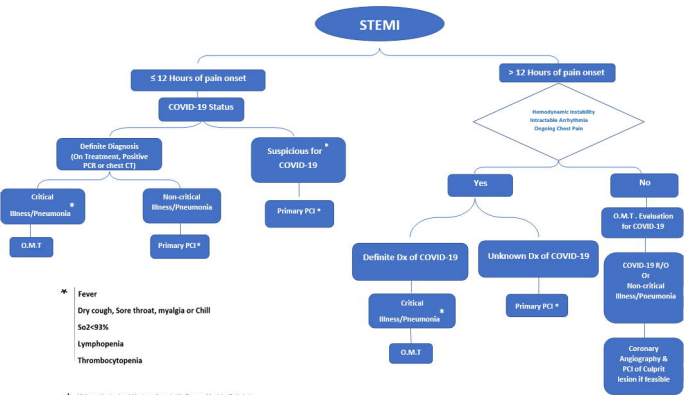 STEMI
≤ 12 Hours of pain onset
> 12 Hours of pain onset
COVID-19 Status
Hemodynamic instability
Intractable Arrhythmia
Ongoing Chest Pain
Definite Diagnosis
(On Treatment, Positive
PCR or chest CT)
Suspicious for *
COVID-19
Critical
Illness/Pneumonia *
Non-critical
Illness/Pneumonia
Primary PCI *
O.M.T
Primary PCI *
Yes
No
O.M.T . Evaluation
for COVID-19
Definite Dx of COVID-19
Unknown Dx of COVID-19
COVID-19 R/O
Or
Non-critical
Illness/Pneumonia
Critical
Illness/Pneumonia *
Primary PCI *
O.M.T
Coronary
Angiography &
PCI of Culprit
lesion if feasible
* Fever
Dry cough, Sore throat, myalgia or Chill
So2<93%
Lymphopenia
Thrombocytopenia